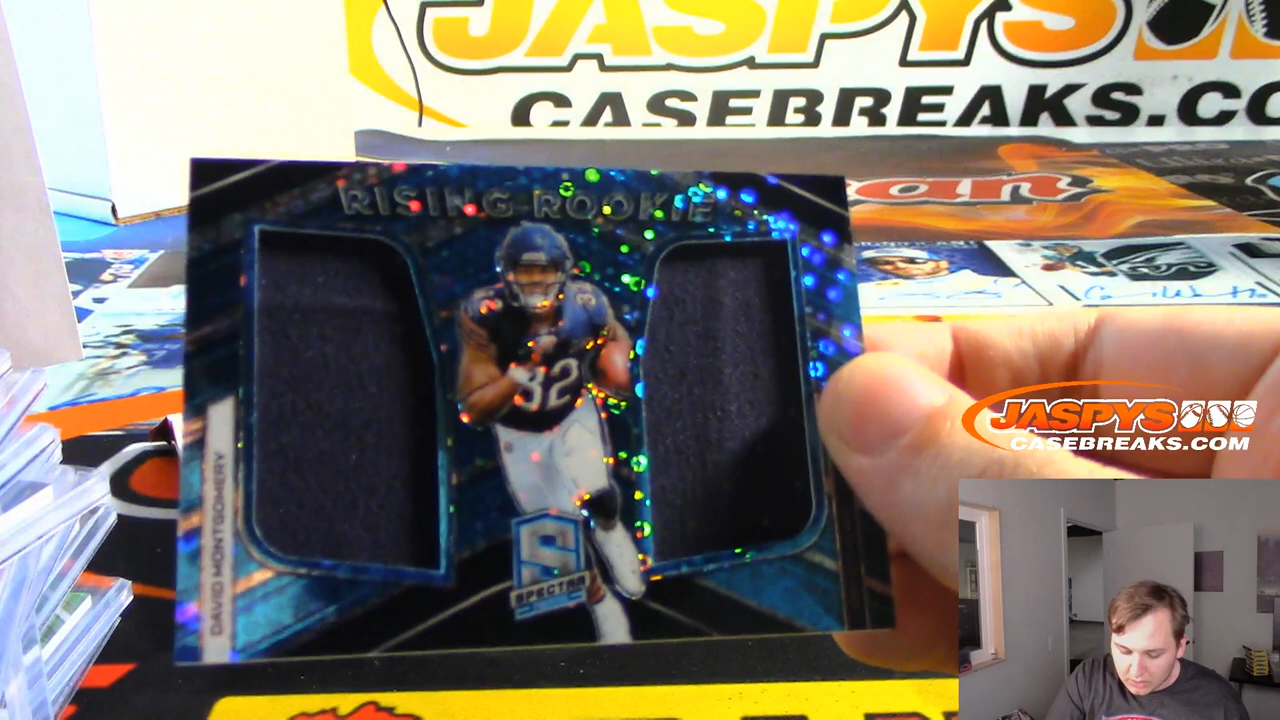 JASPYS
CASEBREAKS.CO
RISING ROOKIE
32
DAVID MONTGOMERY
SPECTRA
JASPYS
CASEBREAKS.COM